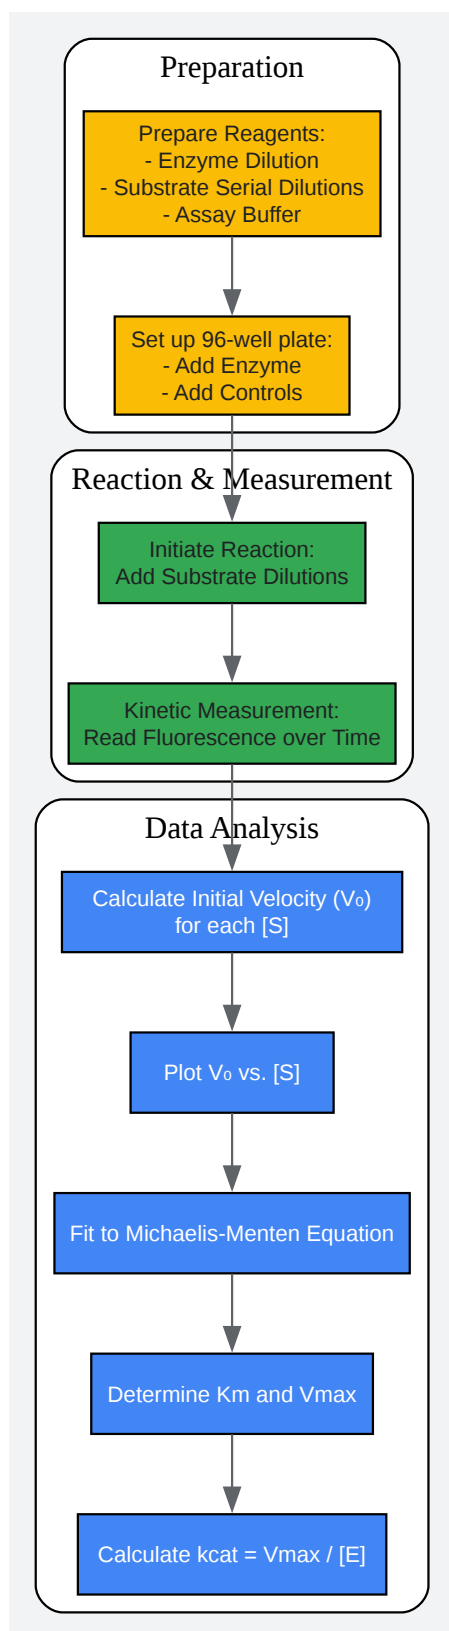 Preparation
Prepare Reagents:
- Enzyme Dilution
- Substrate Serial Dilutions
- Assay Buffer
Set up 96-well plate:
- Add Enzyme
- Add Controls
Reaction & Measurement
Initiate Reaction:
Add Substrate Dilutions
Kinetic Measurement:
Read Fluorescence over Time
Data Analysis
Calculate Initial Velocity (V₀)
for each [S]
Plot V₀ vs. [S]
Fit to Michaelis-Menten Equation
Determine Km and Vmax
Calculate kcat = Vmax / [E]